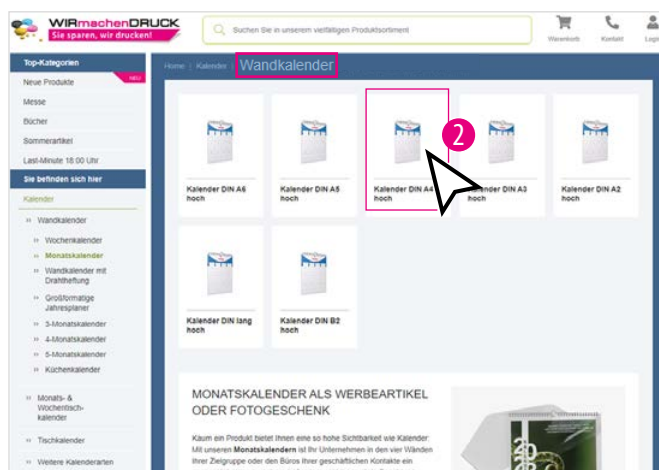 WIRmachenDRUCK
Sie sparen, wir drucken!
Suchen Sie in unserem vielfältigen Produktsortiment
Warenkorb
Kontakt
Login
Top-Kategorien
Neue Produkte
NEU
Messe
Bücher
Sommerartikel
Last-Minute 18:00 Uhr
Sie befinden sich hier
Kalender
›› Wandkalender
›› Wochenkalender
›› Monatskalender
›› Wandkalender mit
Drahtheftung
›› Großformatige
Jahresplaner
›› 3-Monatskalender
›› 4-Monatskalender
›› 5-Monatskalender
›› Küchenkalender
›› Monats- &
Wochentisch-
kalender
›› Tischkalender
›› Weitere Kalenderarten
Home | Kalender | Wandkalender
2
Kalender DIN A6
hoch
Kalender DIN A5
hoch
Kalender DIN A4
hoch
Kalender DIN A3
hoch
Kalender DIN A2
hoch
Kalender DIN lang
hoch
Kalender DIN B2
hoch
MONATSKALENDER ALS WERBEARTIKEL
ODER FOTOGESCHENK
Kaum ein Produkt bietet Ihnen eine so hohe Sichtbarkeit wie Kalender:
Mit unseren Monatskalendern ist Ihr Unternehmen in den vier Wänden
Ihrer Zielgruppe oder den Büros Ihrer geschäftlichen Kontakte ein